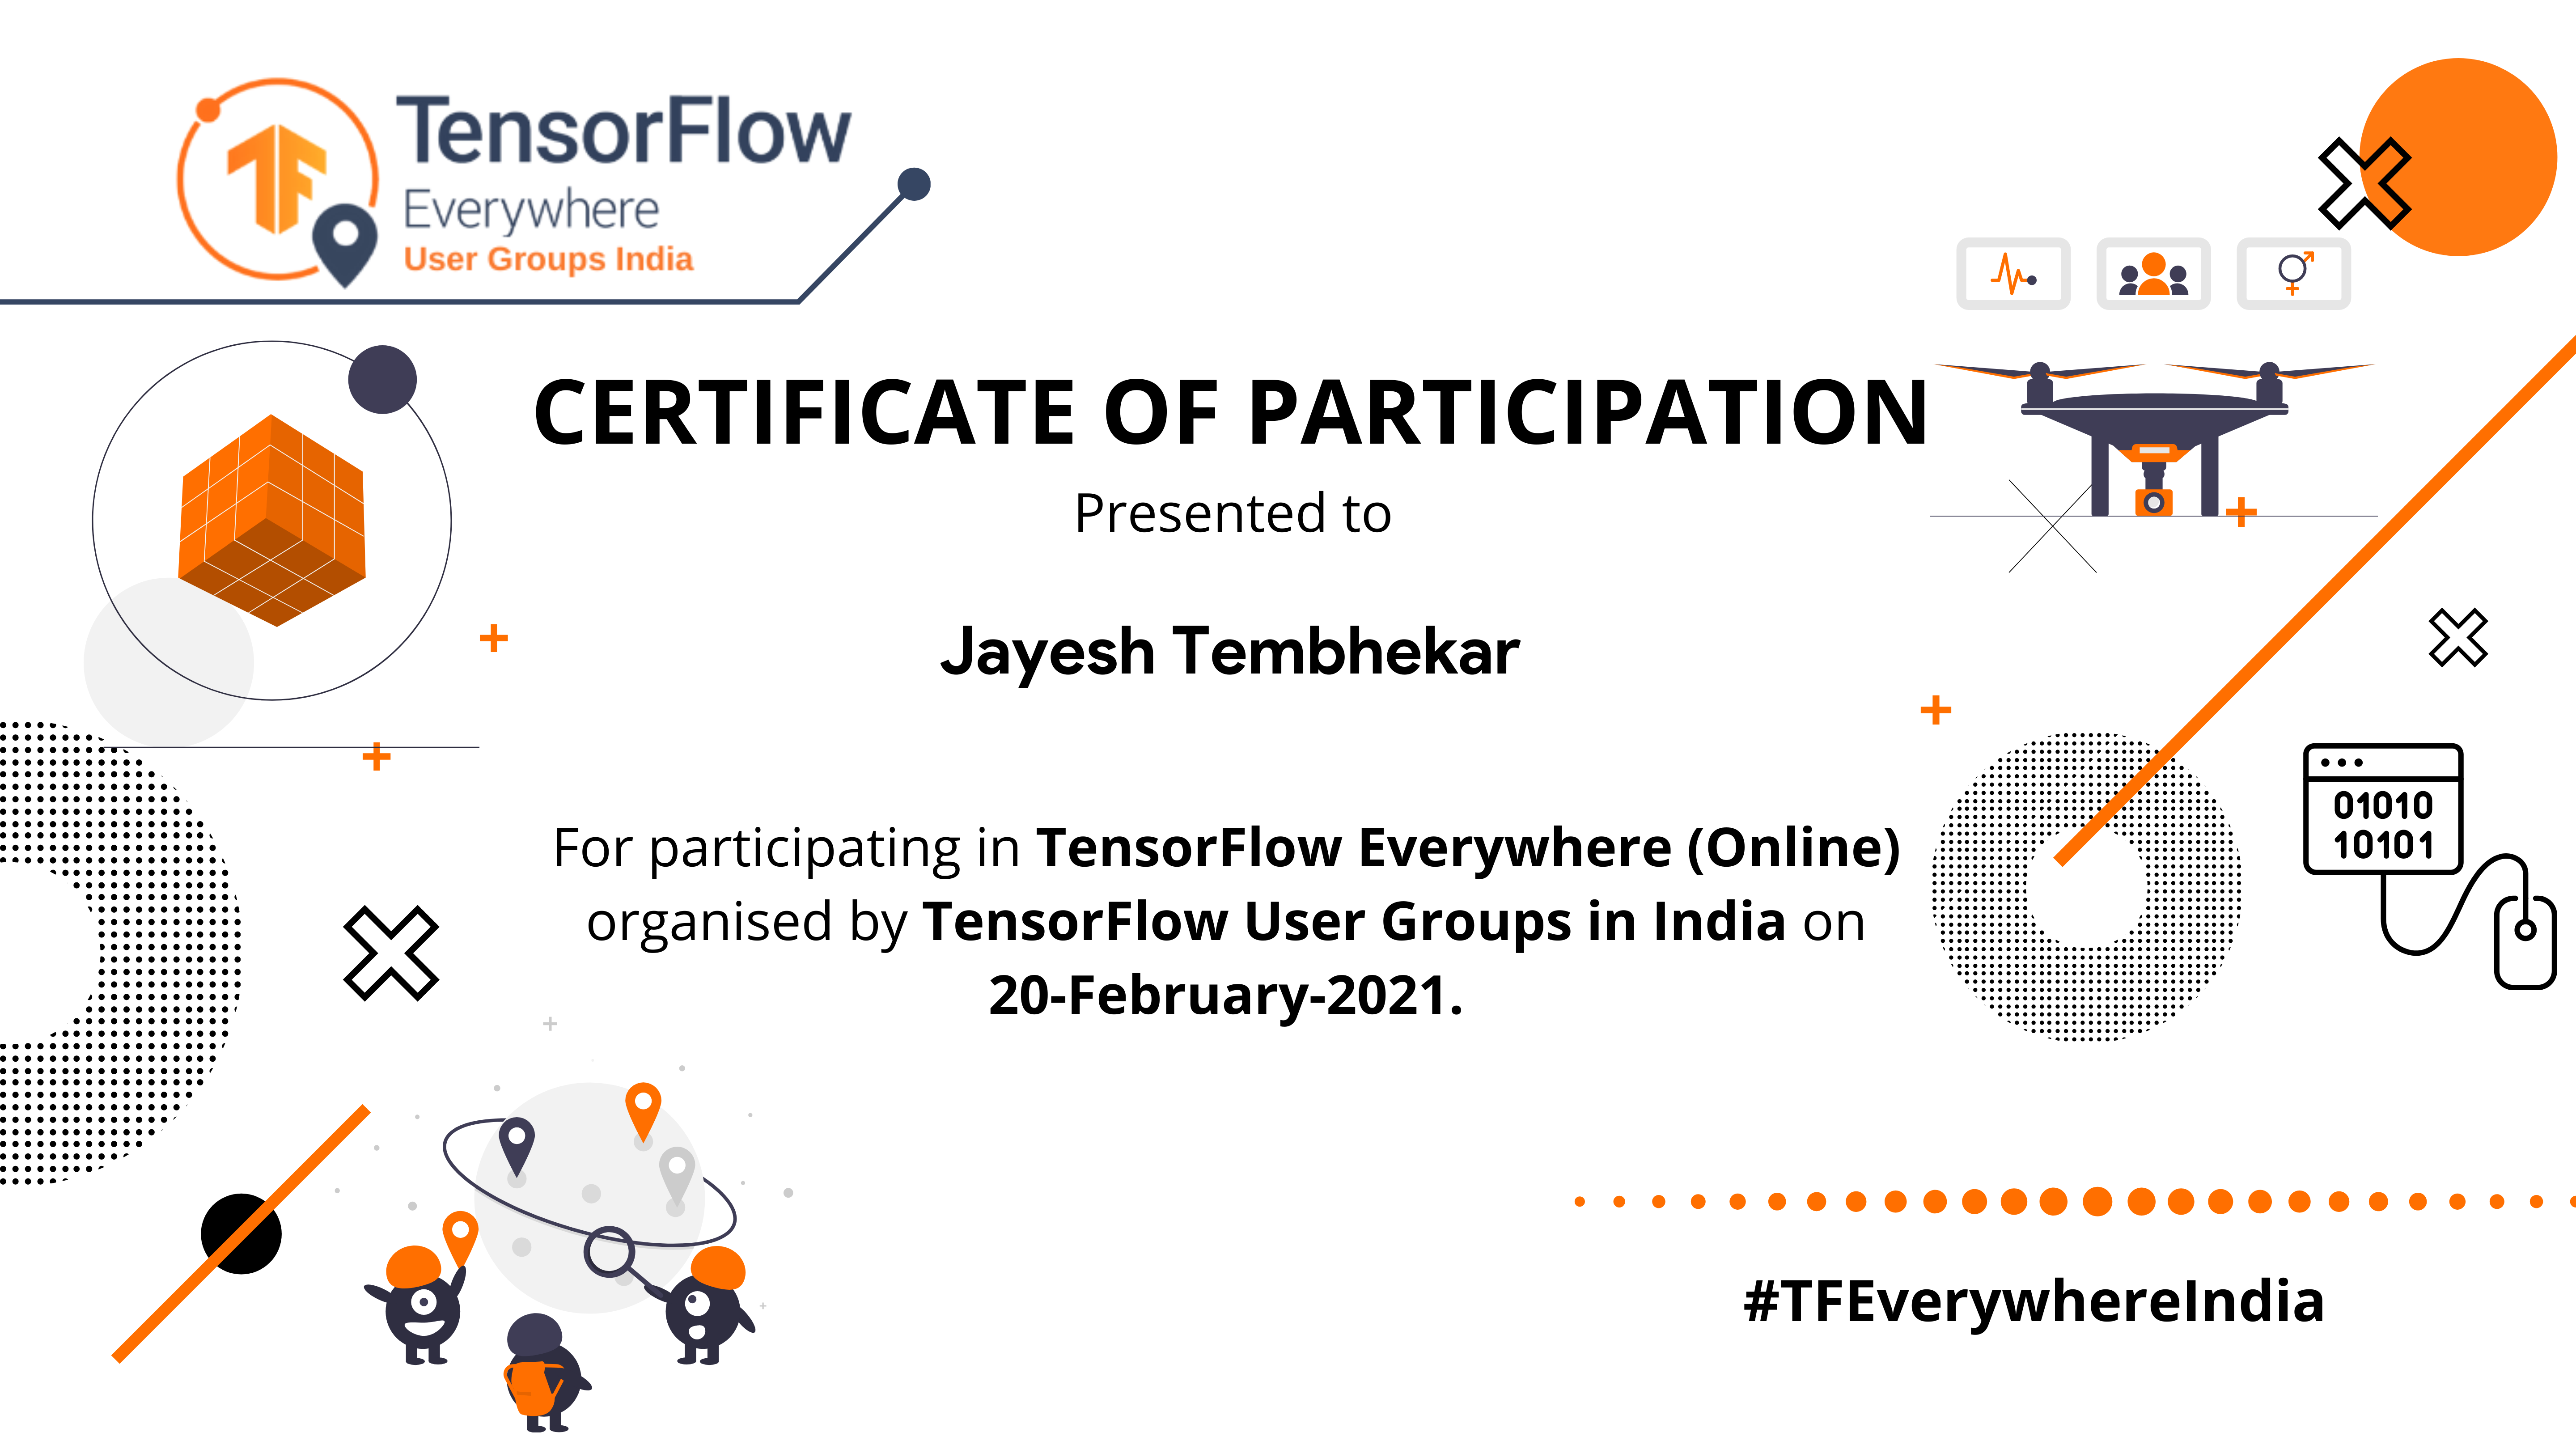 TensorFlow
Everywhere
User Groups India
CERTIFICATE OF PARTICIPATION
Presented to
Jayesh Tembhekar
For participating in TensorFlow Everywhere (Online)
organised by TensorFlow User Groups in India on
20-February-2021.
01010
10101
#TFEverywhereIndia